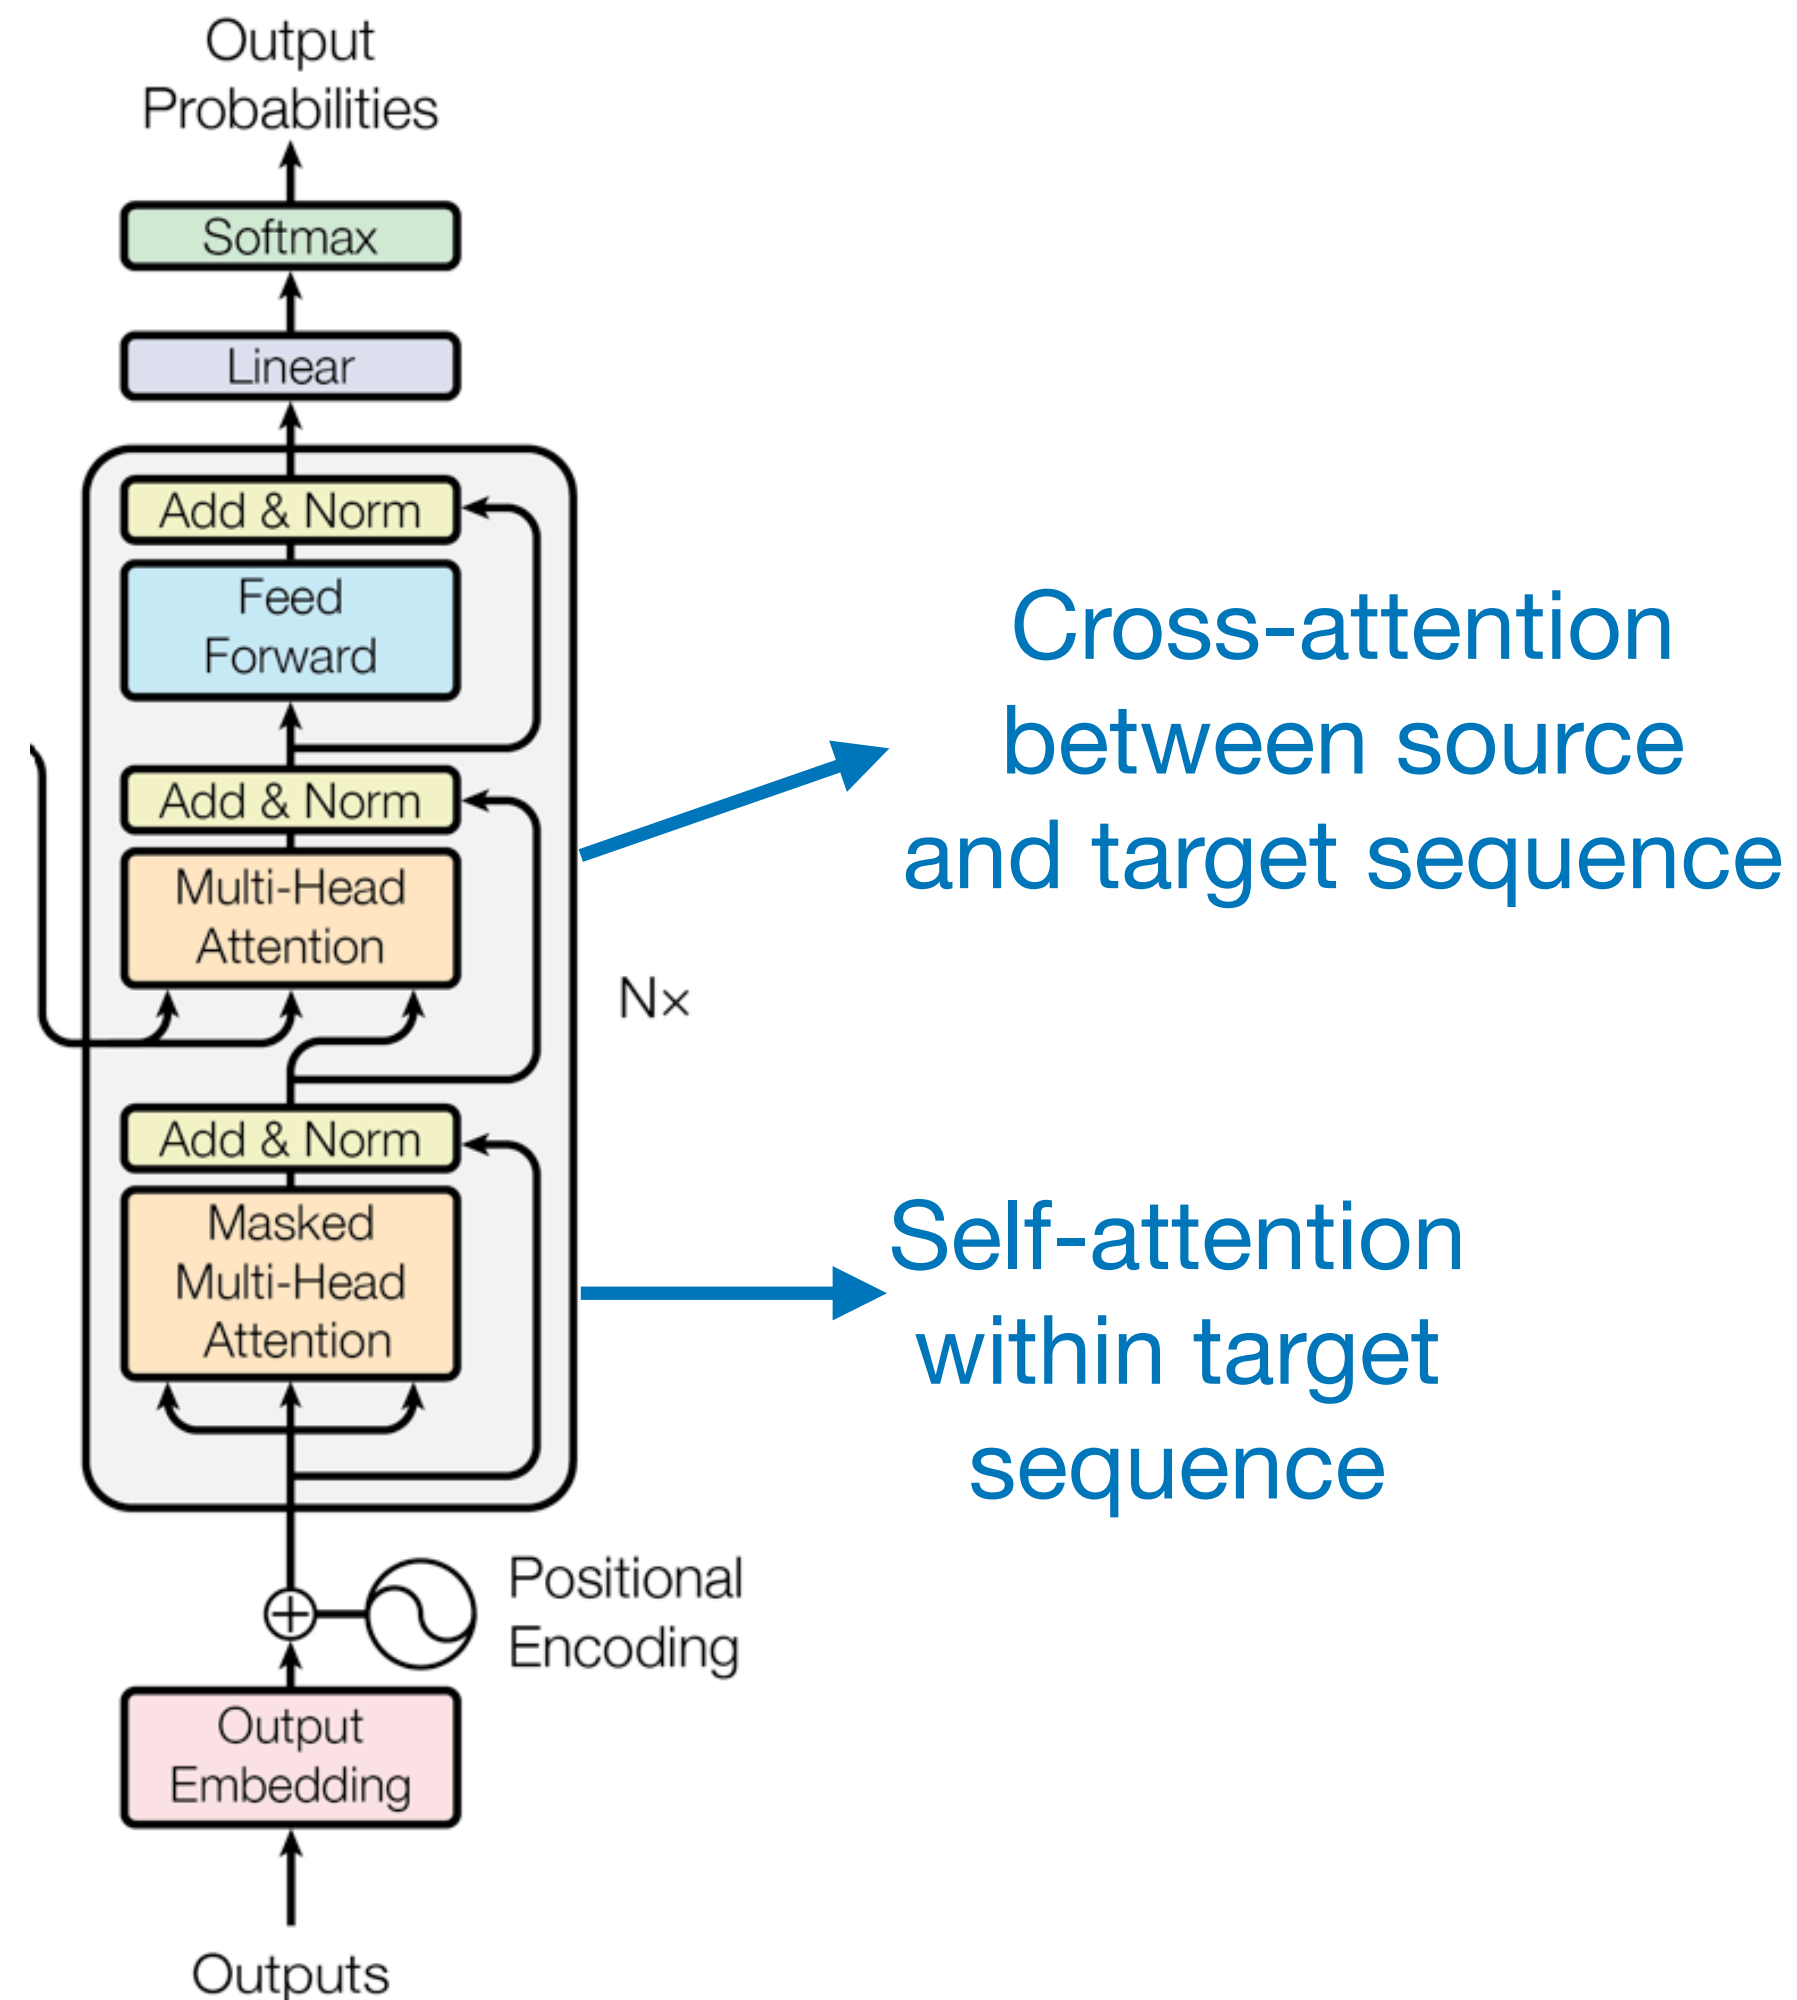 Output
Probabilities
Softmax
Linear
Add & Norm
Feed
Forward
Add & Norm
Multi-Head
Attention
Cross-attention
between source
and target sequence
N×
Add & Norm
Masked
Multi-Head
Attention
Self-attention
within target
sequence
Positional
Encoding
Output
Embedding
Outputs